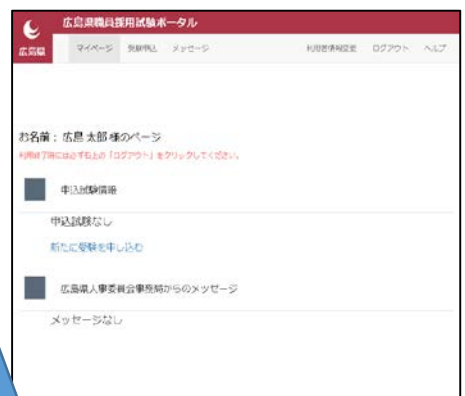 広島県職員採用試験ポータル
広島県
マイページ 受験申込 メッセージ 利用者情報変更 ログアウト ヘルプ
お名前： 広島 太郎 様のページ
利用終了時には必ず右上の「ログアウト」をクリックしてください。
申込試験情報
申込試験なし
新たに受験を申し込む
広島県人事委員会事務局からのメッセージ
メッセージなし